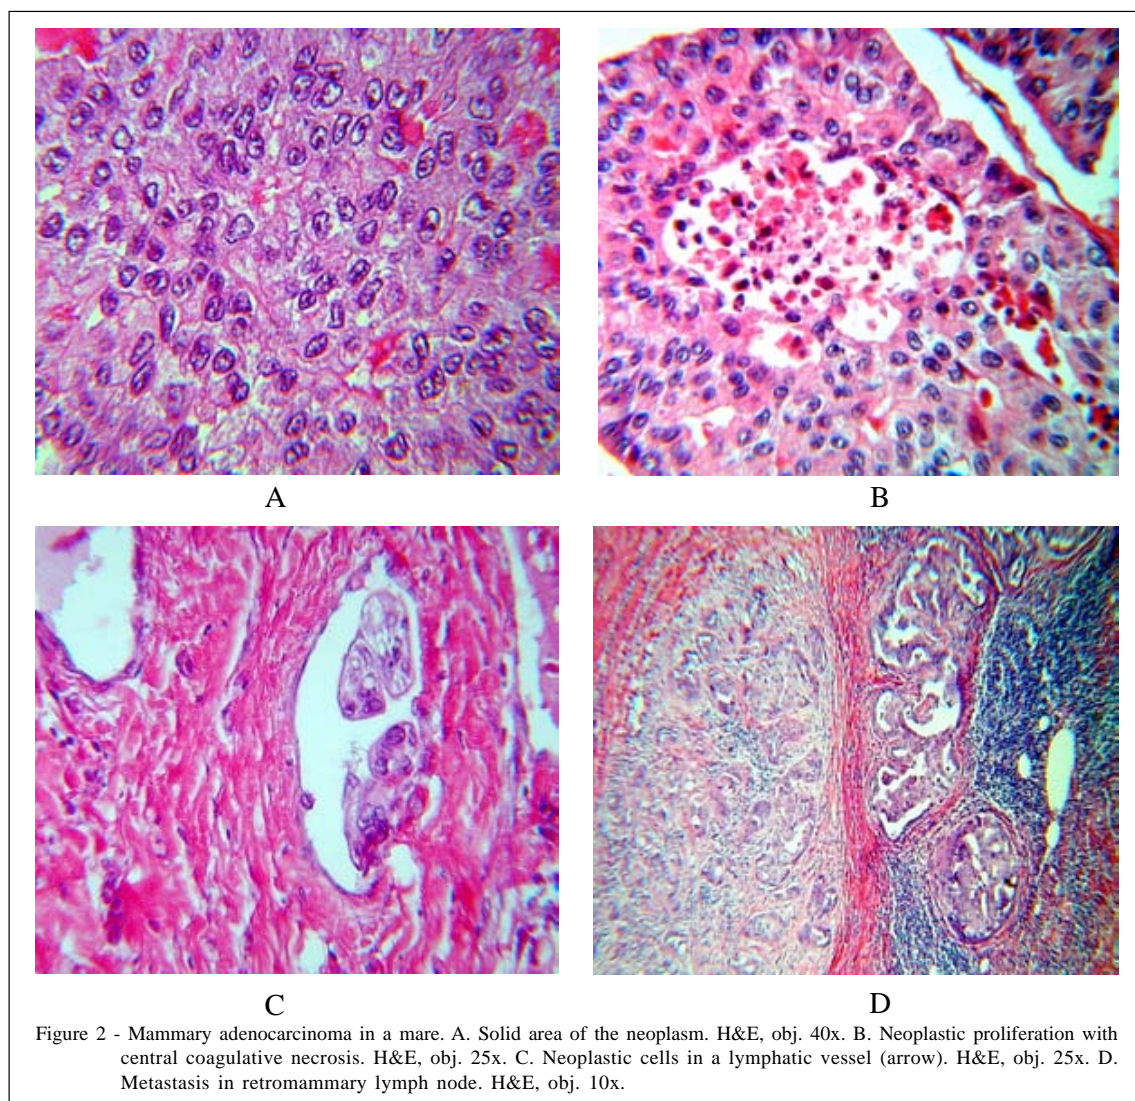 A
B
C
D
Figure 2 - Mammary adenocarcinoma in a mare. A. Solid area of the neoplasm. H&E, obj. 40x. B. Neoplastic proliferation with
central coagulative necrosis. H&E, obj. 25x. C. Neoplastic cells in a lymphatic vessel (arrow). H&E, obj. 25x. D.
Metastasis in retromammary lymph node. H&E, obj. 10x.